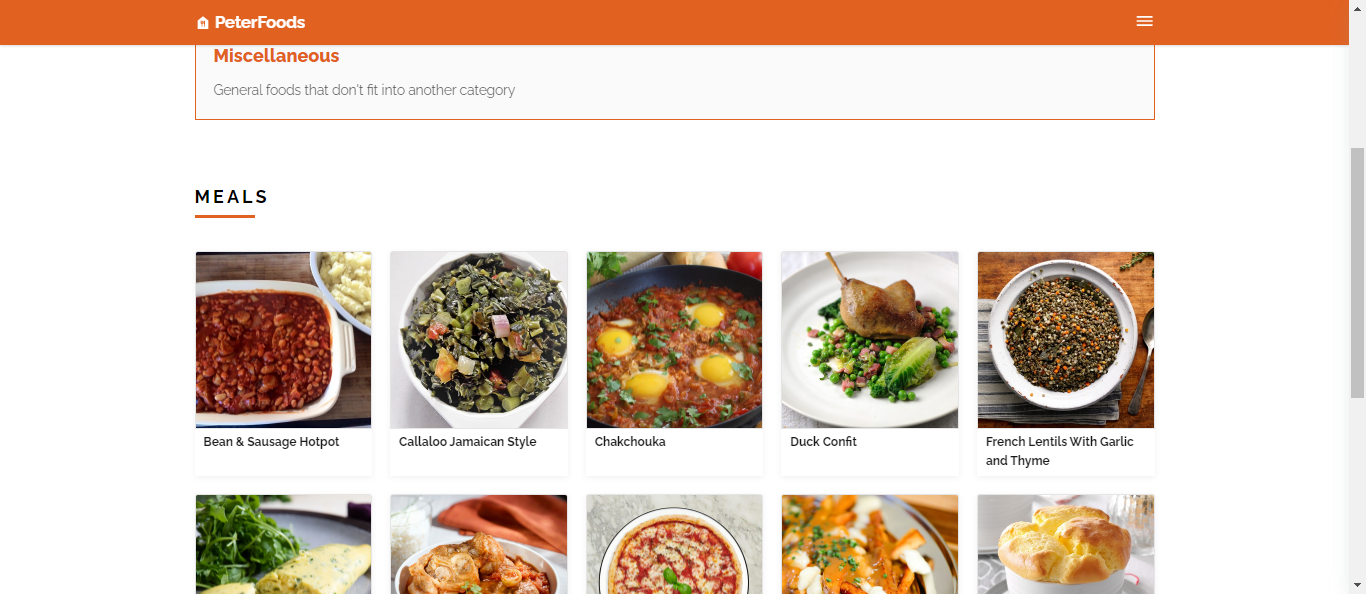 PeterFoods
Miscellaneous
General foods that don't fit into another category
MEALS
Bean & Sausage Hotpot
Callaloo Jamaican Style
Chakchouka
Duck Confit
French Lentils With Garlic
and Thyme